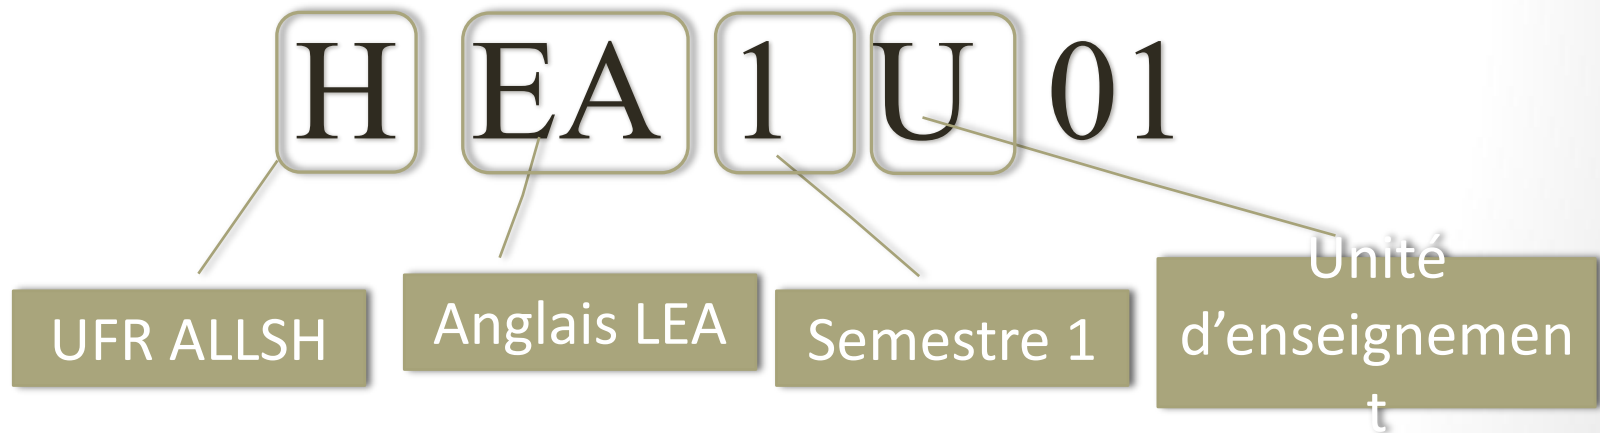 H EA 1 U 01
UFR ALLSH
Anglais LEA
Semestre 1
Unité
d’enseignemen
t